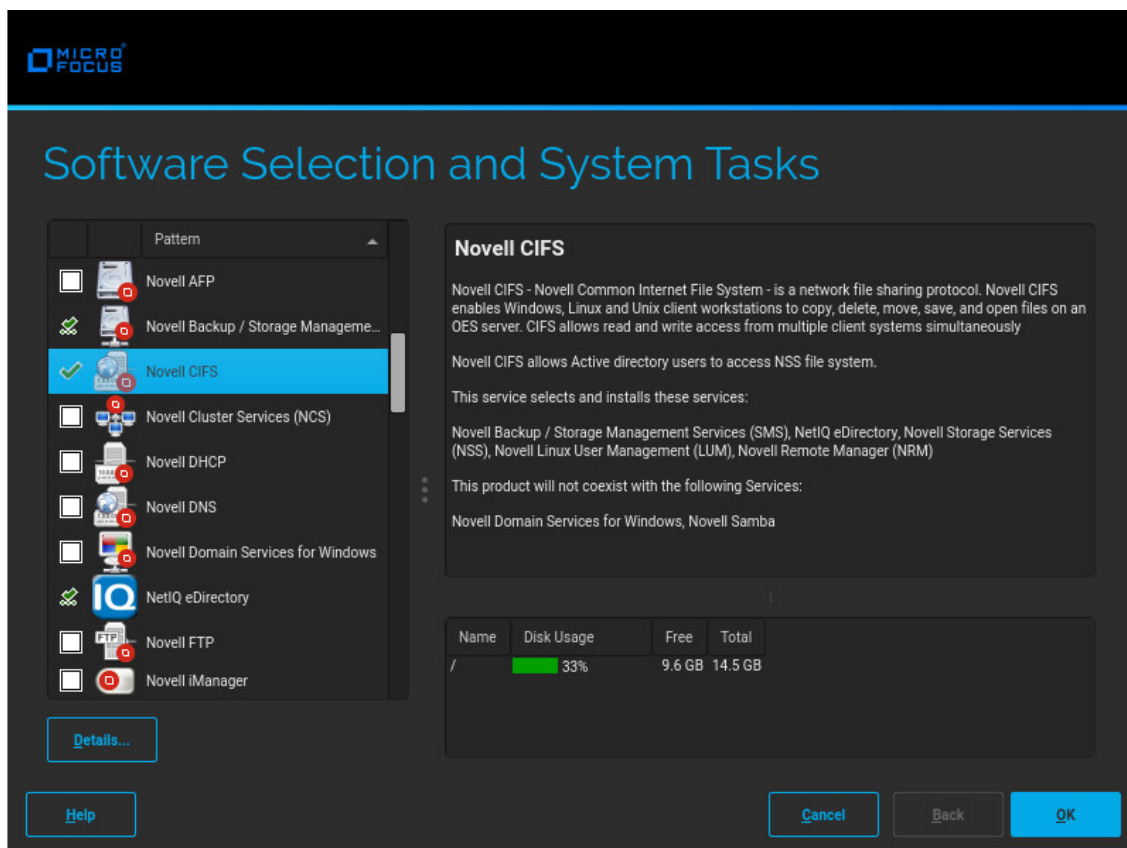 MICRO
FOCUS
Software Selection and System Tasks
Pattern
Novell AFP
Novell Backup / Storage Manageme...
Novell CIFS
Novell Cluster Services (NCS)
Novell DHCP
Novell DNS
Novell Domain Services for Windows
IQ NetIQ eDirectory
FTP Novell FTP
Novell iManager
Details...
Novell CIFS
Novell CIFS - Novell Common Internet File System - is a network file sharing protocol. Novell CIFS
enables Windows, Linux and Unix client workstations to copy, delete, move, save, and open files on an
OES server. CIFS allows read and write access from multiple client systems simultaneously
Novell CIFS allows Active directory users to access NSS file system.
This service selects and installs these services:
Novell Backup / Storage Management Services (SMS), NetIQ eDirectory, Novell Storage Services
(NSS), Novell Linux User Management (LUM), Novell Remote Manager (NRM)
This product will not coexist with the following Services:
Novell Domain Services for Windows, Novell Samba
Name Disk Usage Free Total
/ 33% 9.6 GB 14.5 GB
Help Cancel Back OK